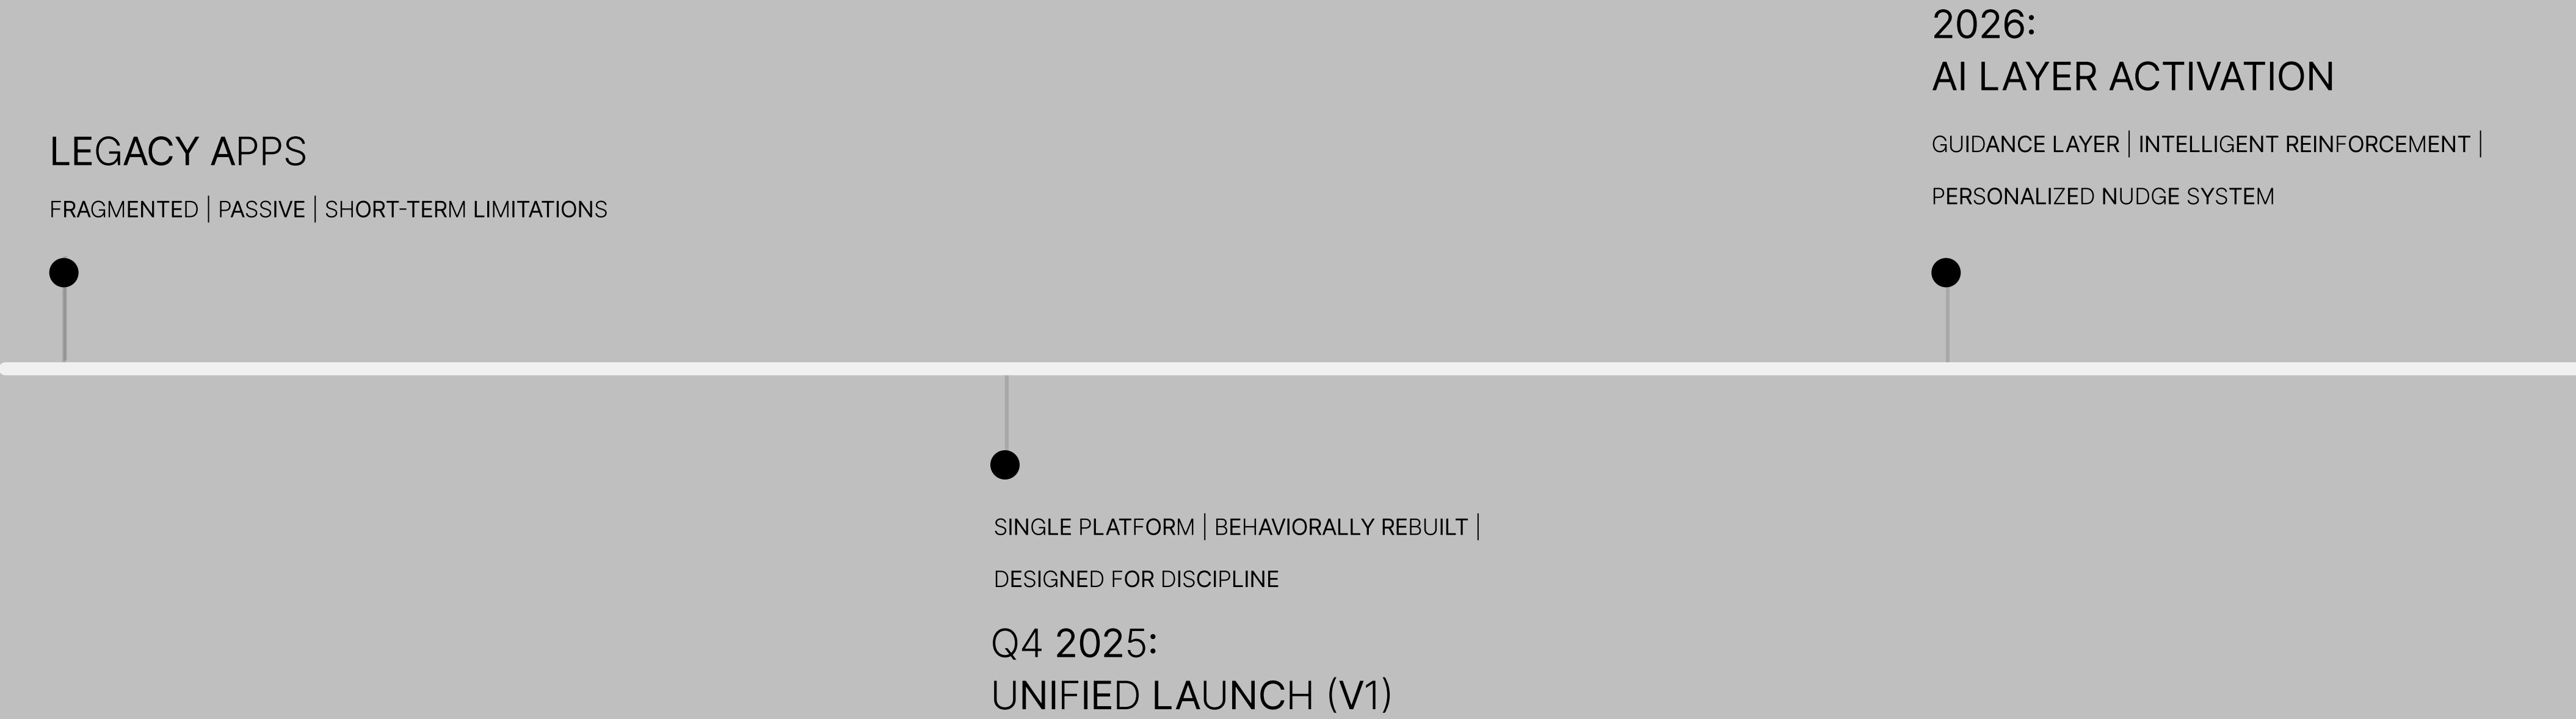 LEGACY APPS
FRAGMENTED | PASSIVE | SHORT-TERM LIMITATIONS
SINGLE PLATFORM | BEHAVIORALLY REBUILT |
DESIGNED FOR DISCIPLINE
Q4 2025:
UNIFIED LAUNCH (V1)
2026:
AI LAYER ACTIVATION
GUIDANCE LAYER | INTELLIGENT REINFORCEMENT |
PERSONALIZED NUDGE SYSTEM